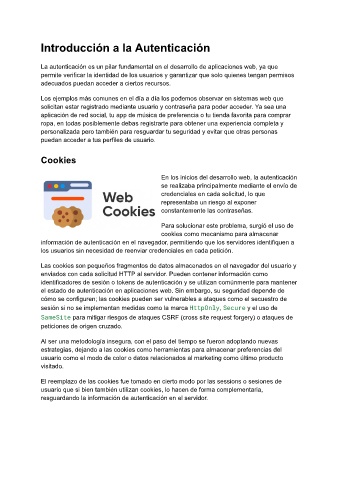 Introducción a la Autenticación
La autenticación es un pilar fundamental en el desarrollo de aplicaciones web, ya que
permite verificar la identidad de los usuarios y garantizar que solo quienes tengan permisos
adecuados puedan acceder a ciertos recursos.
Los ejemplos más comunes en el día a día los podemos observar en sistemas web que
solicitan estar registrado mediante usuario y contraseña para poder acceder. Ya sea una
aplicación de red social, tu app de música de preferencia o tu tienda favorita para comprar
ropa, en todas posiblemente debas registrarte para obtener una experiencia completa y
personalizada pero también para resguardar tu seguridad y evitar que otras personas
puedan acceder a tus perfiles de usuario.
Cookies
Web
Cookies
En los inicios del desarrollo web, la autenticación
se realizaba principalmente mediante el envío de
credenciales en cada solicitud, lo que
representaba un riesgo al exponer
constantemente las contraseñas.
Para solucionar este problema, surgió el uso de
cookies como mecanismo para almacenar
información de autenticación en el navegador, permitiendo que los servidores identifiquen a
los usuarios sin necesidad de reenviar credenciales en cada petición.
Las cookies son pequeños fragmentos de datos almacenados en el navegador del usuario y
enviados con cada solicitud HTTP al servidor. Pueden contener información como
identificadores de sesión o tokens de autenticación y se utilizan comúnmente para mantener
el estado de autenticación en aplicaciones web. Sin embargo, su seguridad depende de
cómo se configuren; las cookies pueden ser vulnerables a ataques como el secuestro de
sesión si no se implementan medidas como la marca HttpOnly, Secure y el uso de
SameSite para mitigar riesgos de ataques CSRF (cross site request forgery) o ataques de
peticiones de origen cruzado.
Al ser una metodología insegura, con el paso del tiempo se fueron adoptando nuevas
estrategias, dejando a las cookies como herramientas para almacenar preferencias del
usuario como el modo de color o datos relacionados al marketing como último producto
visitado.
El reemplazo de las cookies fue tomado en cierto modo por las sessions o sesiones de
usuario que si bien también utilizan cookies, lo hacen de forma complementaria,
resguardando la información de autenticación en el servidor.